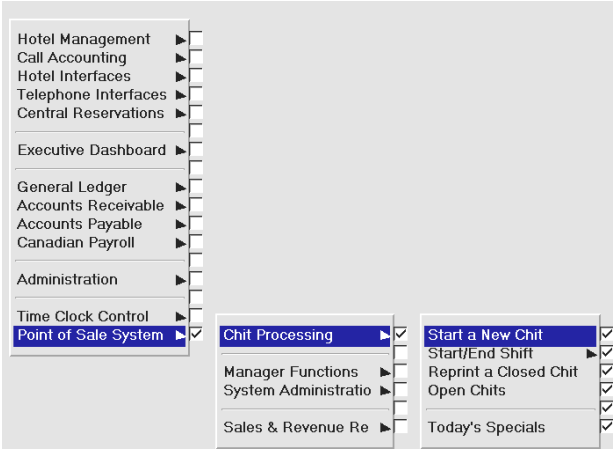 Hotel Management
Call Accounting
Hotel Interfaces
Telephone Interfaces
Central Reservations
Executive Dashboard
General Ledger
Accounts Receivable
Accounts Payable
Canadian Payroll
Administration
Time Clock Control
Point of Sale System
Chit Processing
Manager Functions
System Administratio
Sales & Revenue Re
Start a New Chit
Start/End Shift
Reprint a Closed Chit
Open Chits
Today's Specials